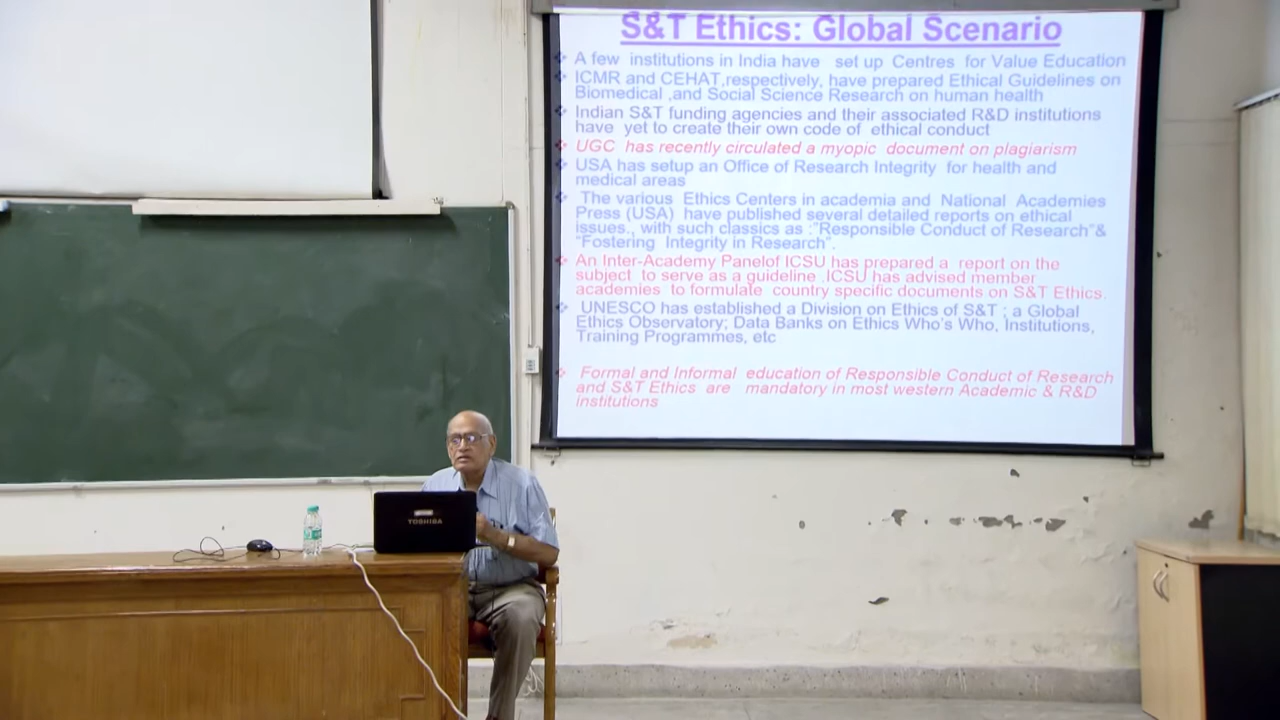 S&T Ethics: Global Scenario
A few institutions in India have set up Centres for Value Education
ICMR and CEHAT,respectively, have prepared Ethical Guidelines on
Biomedical ,and Social Science Research on human health
Indian S&T funding agencies and their associated R&D institutions
have yet to create their own code of ethical conduct
UGC has recently circulated a myopic document on plagiarism
USA has setup an Office of Research Integrity for health and
medical areas
The various Ethics Centers in academia and National Academies
Press (USA) have published several detailed reports on ethical
issues., with such classics as :"Responsible Conduct of Research"&
"Fostering Integrity in Research".
An Inter-Academy Panelof ICSU has prepared a report on the
subject to serve as a guideline ,ICSU has advised member
academies to formulate country specific documents on S&T Ethics.
UNESCO has established a Division on Ethics of S&T ; a Global
Ethics Observatory; Data Banks on Ethics Who's Who, Institutions,
Training Programmes, etc
Formal and Informal education of Responsible Conduct of Research
and S&T Ethics are mandatory in most western Academic & R&D
institutions
TOSHIBA